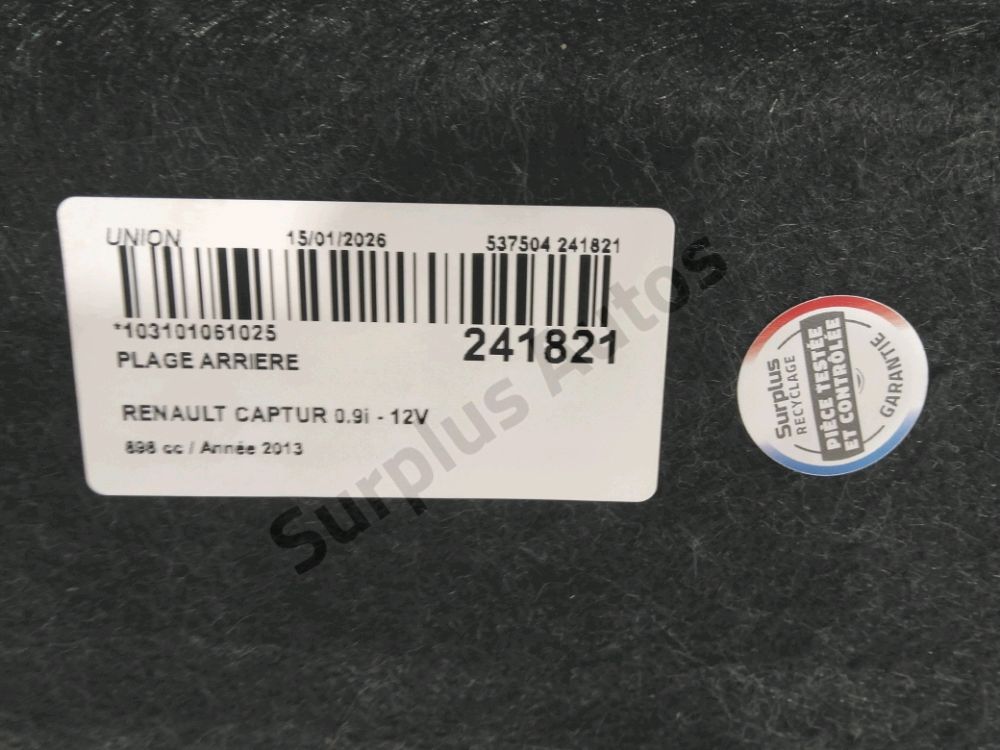 UNION 15/01/2026 537504 241821
*103101061025 241821
PLAGE ARRIERE
RENAULT CAPTUR 0.9i - 12V
898 cc / Année 2013
Surplus
RECYCLAGE
PIÈCE TESTÉE
ET CONTRÔLÉE
GARANTIE
Surplus Autos